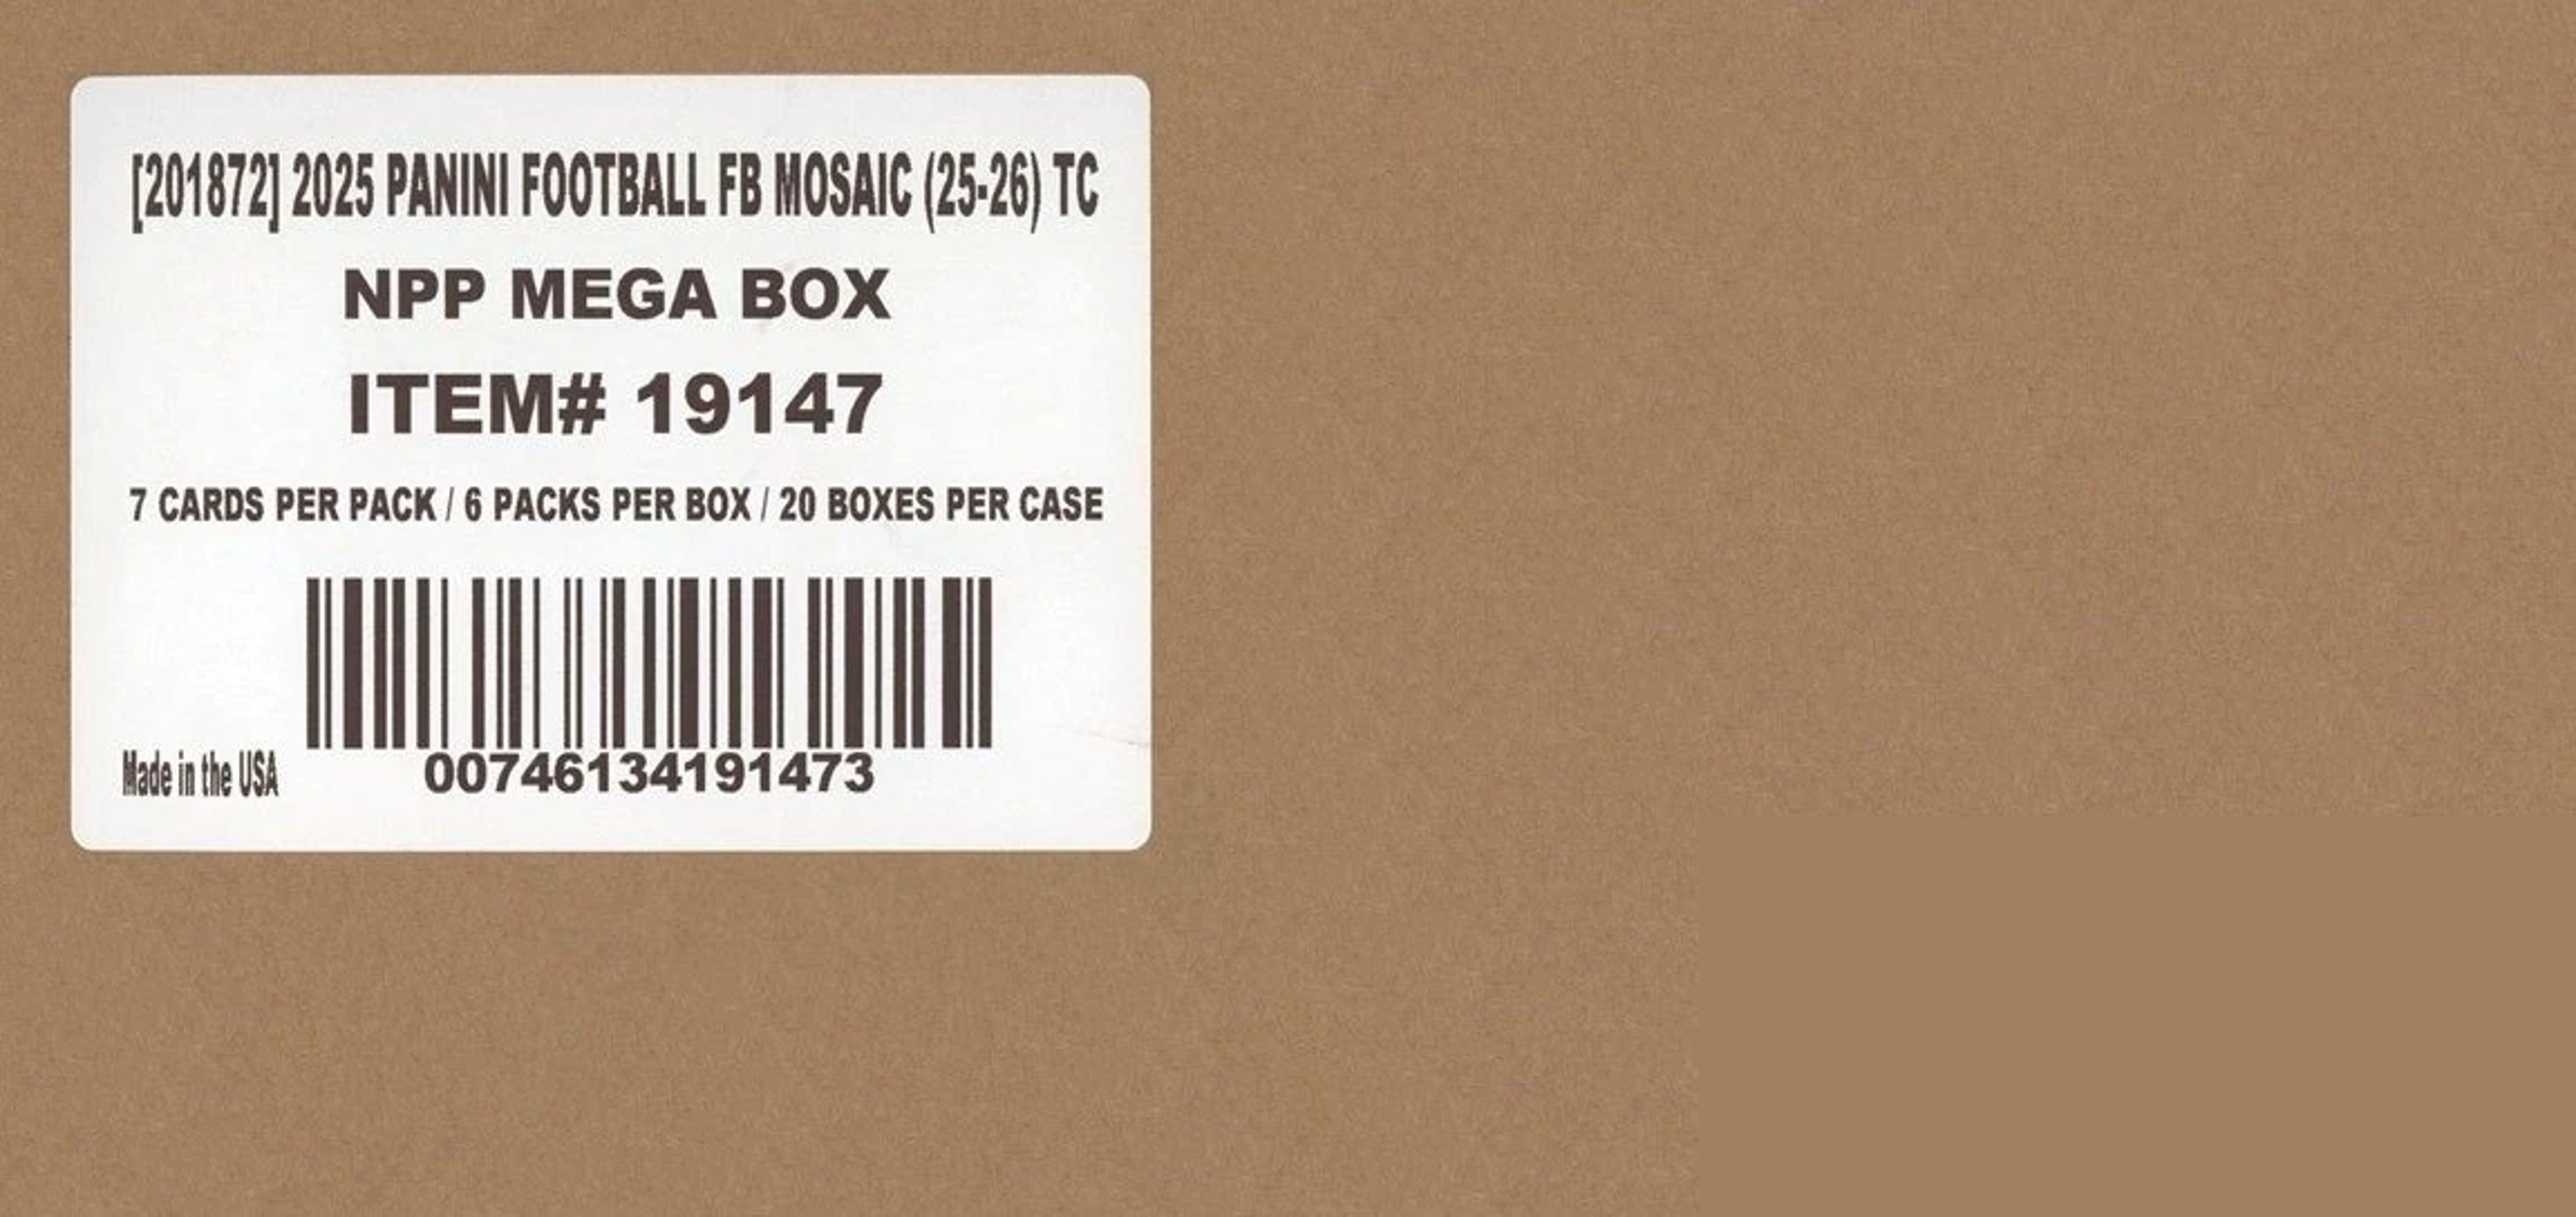 [201872] 2025 PANINI FOOTBALL FB MOSAIC (25-26) TC
NPP MEGA BOX
ITEM# 19147
7 CARDS PER PACK / 6 PACKS PER BOX / 20 BOXES PER CASE
00746134191473
Made in the USA